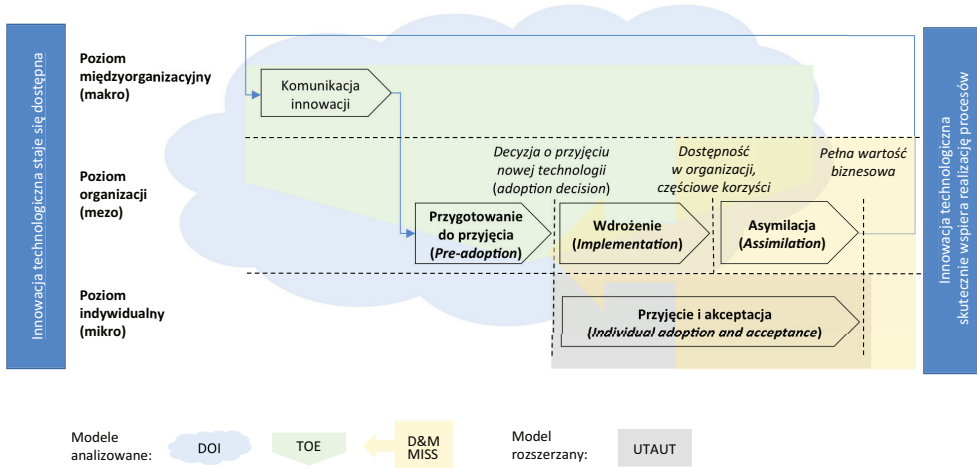 Innowacja technologiczna staje się dostępna
Poziom
międzyorganizacyjny
(makro)
Komunikacja
innowacji
Poziom
organizacji
(mezo)
Decyzja o przyjęciu
nowej technologii
(adoption decision)
Dostępność
w organizacji,
częściowe korzyści
Pełna wartość
biznesowa
Przygotowanie
do przyjęcia
(Pre-adoption)
Wdrożenie
(Implementation)
Asymilacja
(Assimilation)
Poziom
indywidualny
(mikro)
Przyjęcie i akceptacja
(Individual adoption and acceptance)
Innowacja technologiczna
skutecznie wspiera realizację procesów
Modele
analizowane:
DOI
TOE
D&M
MISS
Model
rozszerzany:
UTAUT